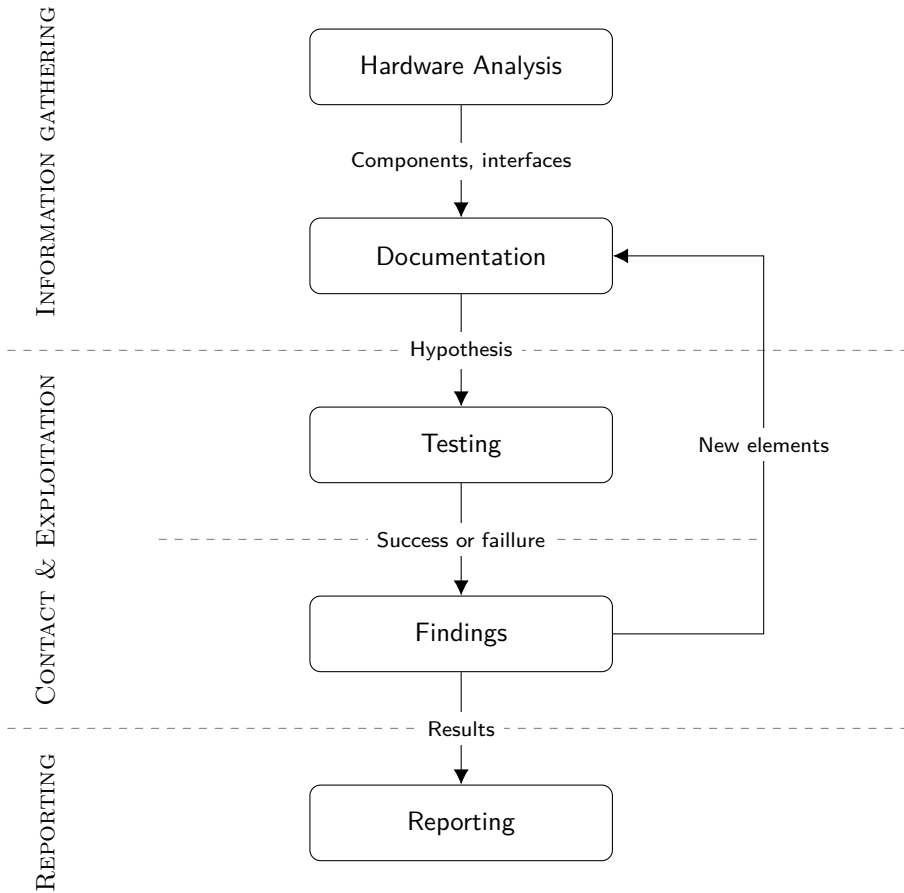 INFORMATION GATHERING
Hardware Analysis
Components, interfaces
Documentation
Hypothesis
CONTACT & EXPLOITATION
Testing
New elements
Success or faillure
Findings
Results
REPORTING
Reporting